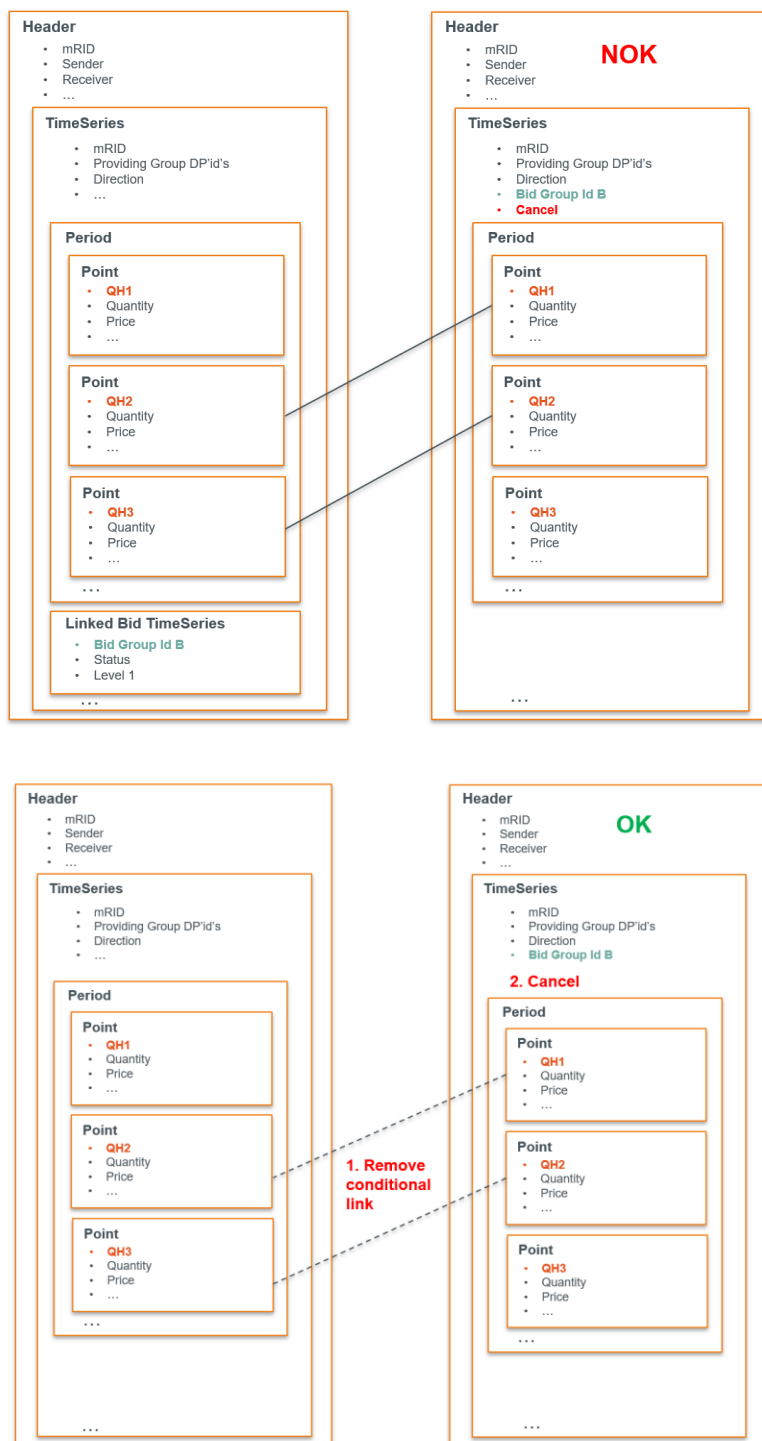 Header
• mRID
• Sender
• Receiver
• ...
TimeSeries
• mRID
• Providing Group DP'id's
• Direction
• ...
Period
Point
• QH1
• Quantity
• Price
• ...
Point
• QH2
• Quantity
• Price
• ...
Point
• QH3
• Quantity
• Price
• ...
...
Linked Bid TimeSeries
• Bid Group Id B
• Status
• Level 1
...
Header
NOK
• mRID
• Sender
• Receiver
• ...
TimeSeries
• mRID
• Providing Group DP'id's
• Direction
• Bid Group Id B
• Cancel
Period
Point
• QH1
• Quantity
• Price
• ...
Point
• QH2
• Quantity
• Price
• ...
Point
• QH3
• Quantity
• Price
• ...
...
...
Header
• mRID
• Sender
• Receiver
• ...
TimeSeries
• mRID
• Providing Group DP'id's
• Direction
• ...
Period
Point
• QH1
• Quantity
• Price
• ...
Point
• QH2
• Quantity
• Price
• ...
Point
• QH3
• Quantity
• Price
• ...
...
...
1. Remove
conditional
link
Header
OK
• mRID
• Sender
• Receiver
• ...
TimeSeries
• mRID
• Providing Group DP'id's
• Direction
• Bid Group Id B
2. Cancel
Period
Point
• QH1
• Quantity
• Price
• ...
Point
• QH2
• Quantity
• Price
• ...
Point
• QH3
• Quantity
• Price
• ...
...
...